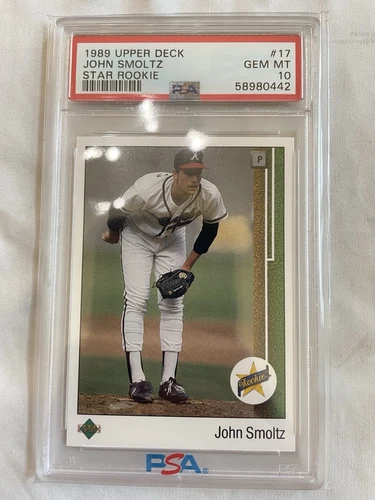 1989 UPPER DECK #17
JOHN SMOLTZ GEM MT
STAR ROOKIE PSA 10
58980442
P
A
Rookie
John Smoltz
PSA